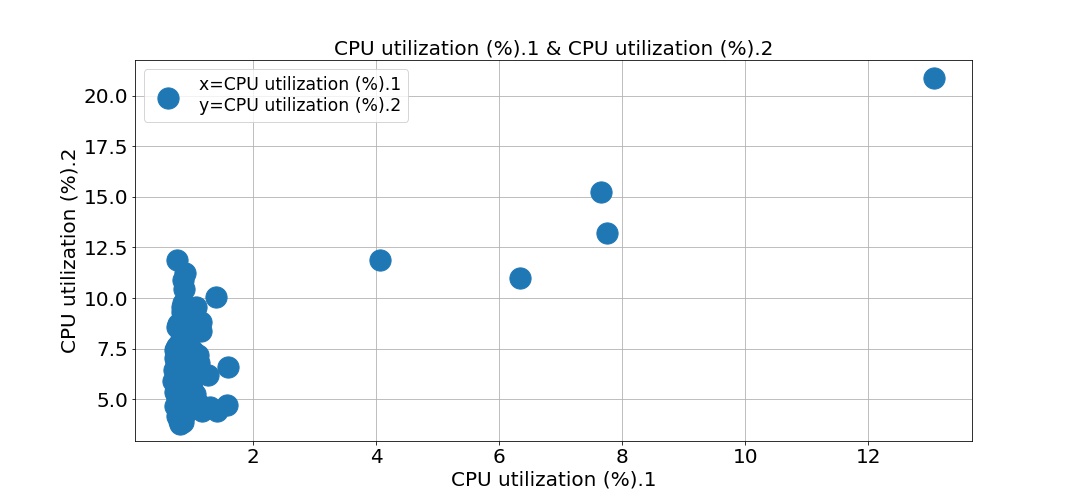 CPU utilization (%).1 & CPU utilization (%).2
x=CPU utilization (%).1
y=CPU utilization (%).2
20.0
17.5
15.0
12.5
10.0
7.5
5.0
CPU utilization (%).2
2 4 6 8 10 12
CPU utilization (%).1